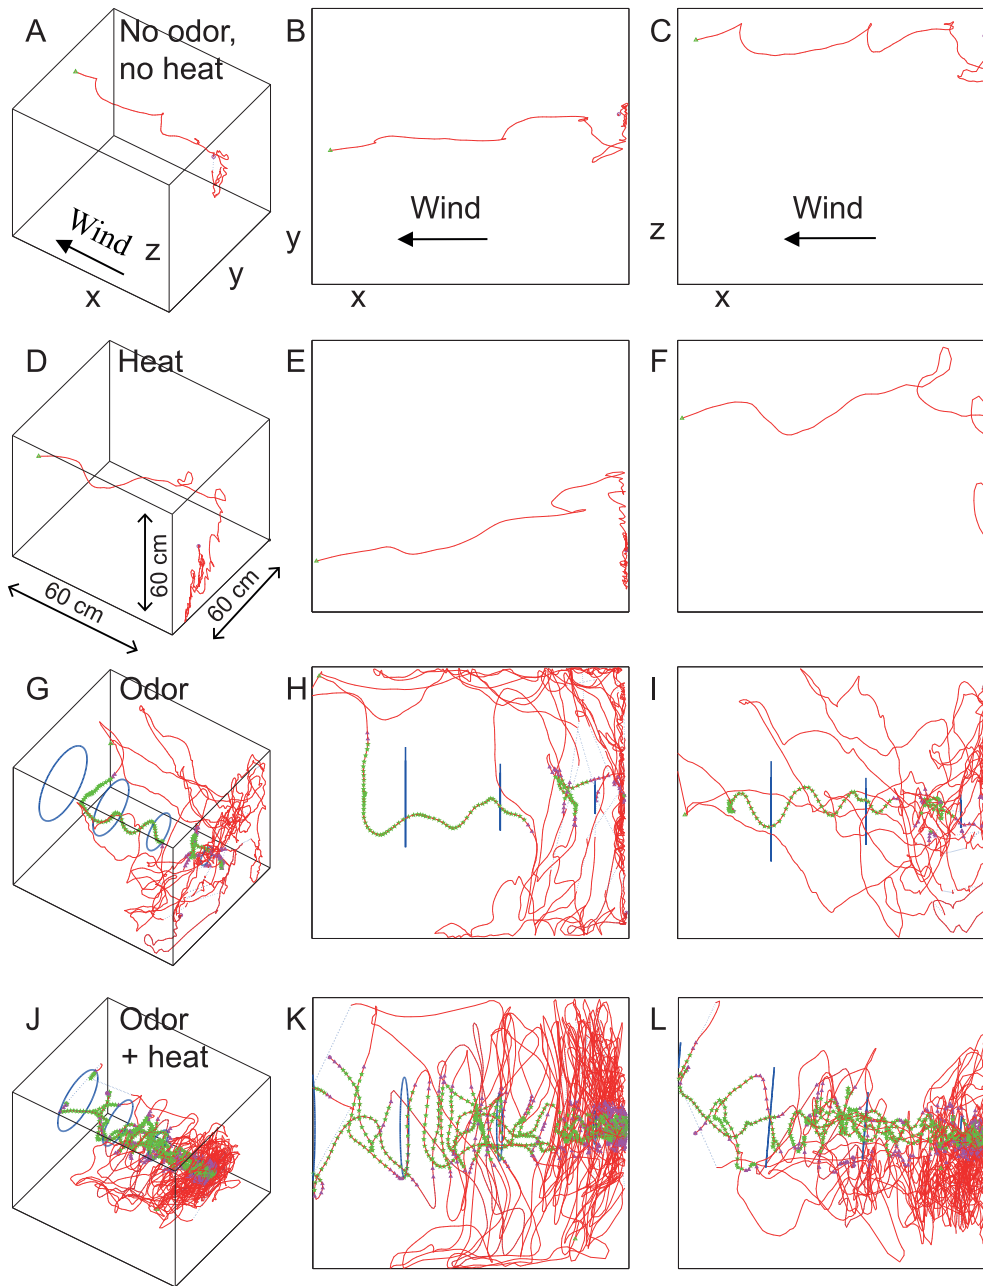 A
No odor,
no heat
Wind
x
z
y
B
Wind
y
x
C
Wind
z
x
D
Heat
60 cm
60 cm
60 cm
E
F
G
Odor
H
I
J
Odor
+ heat
K
L